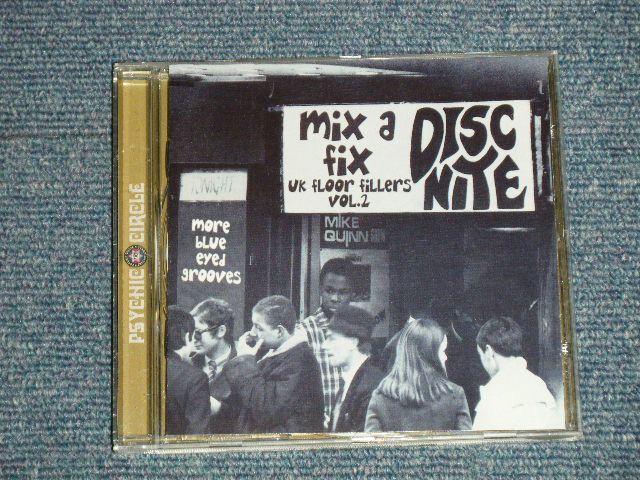 mix a
fix
UK floor fillers
VOL.2
DISC
NITE
TONIGHT
more
blue
eyed
grooves
MIKE
QUINN
PSYCHIC CIRCLE